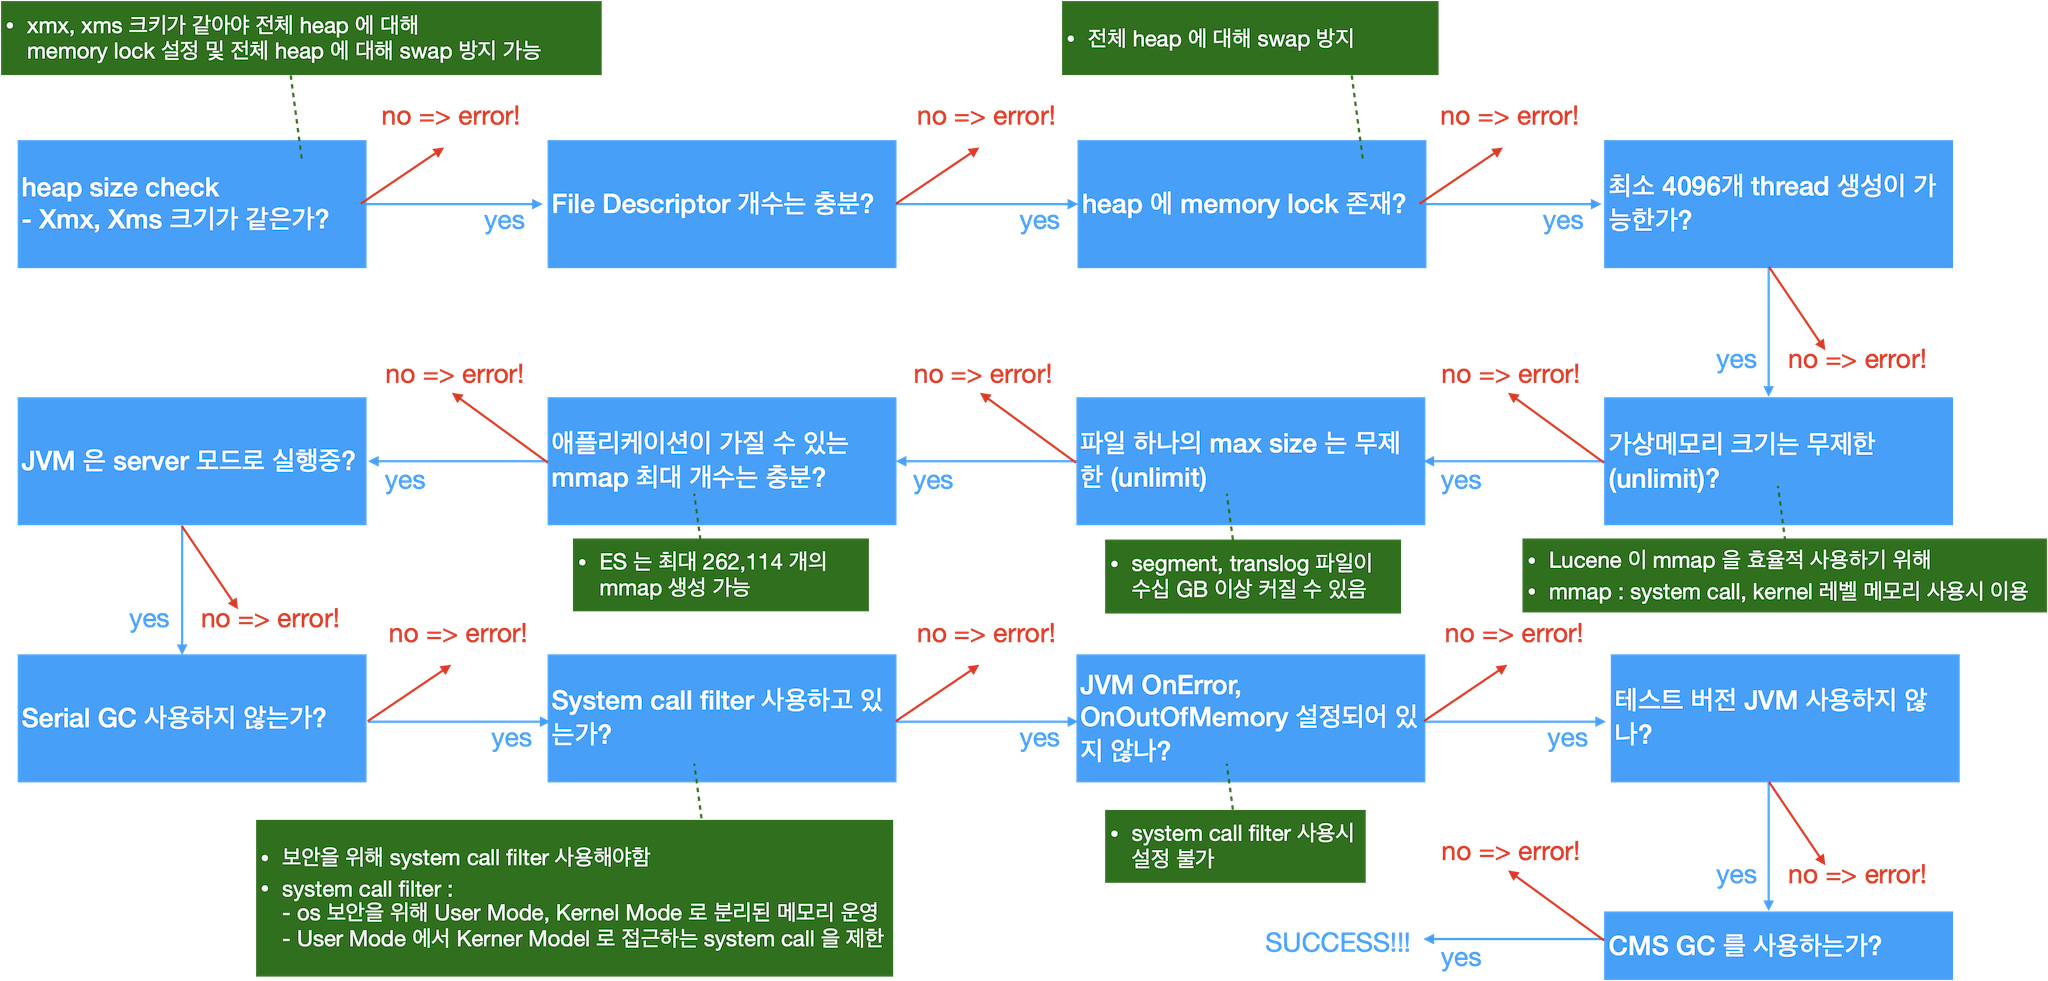 • xmx, xms 크키가 같아야 전체 heap 에 대해
memory lock 설정 및 전체 heap 에 대해 swap 방지 가능
• 전체 heap 에 대해 swap 방지
no => error!
no => error!
no => error!
heap size check
- Xmx, Xms 크기가 같은가?
yes
File Descriptor 개수는 충분?
yes
heap 에 memory lock 존재?
yes
최소 4096개 thread 생성이 가
능한가?
yes
no => error!
no => error!
no => error!
no => error!
JVM 은 server 모드로 실행중?
yes
애플리케이션이 가질 수 있는
mmap 최대 개수는 충분?
yes
파일 하나의 max size 는 무제
한 (unlimit)
yes
가상메모리 크기는 무제한
(unlimit)?
• ES 는 최대 262,114 개의
mmap 생성 가능
• segment, translog 파일이
수십 GB 이상 커질 수 있음
• Lucene 이 mmap 을 효율적 사용하기 위해
• mmap : system call, kernel 레벨 메모리 사용시 이용
yes
no => error!
no => error!
no => error!
no => error!
Serial GC 사용하지 않는가?
yes
System call filter 사용하고 있
는가?
yes
JVM OnError,
OnOutOfMemory 설정되어 있
지 않나?
yes
테스트 버전 JVM 사용하지 않
나?
• 보안을 위해 system call filter 사용해야함
• system call filter :
- os 보안을 위해 User Mode, Kernel Mode 로 분리된 메모리 운영
- User Mode 에서 Kerner Model 로 접근하는 system call 을 제한
• system call filter 사용시
설정 불가
no => error!
yes
no => error!
SUCCESS!!!
yes
CMS GC 를 사용하는가?